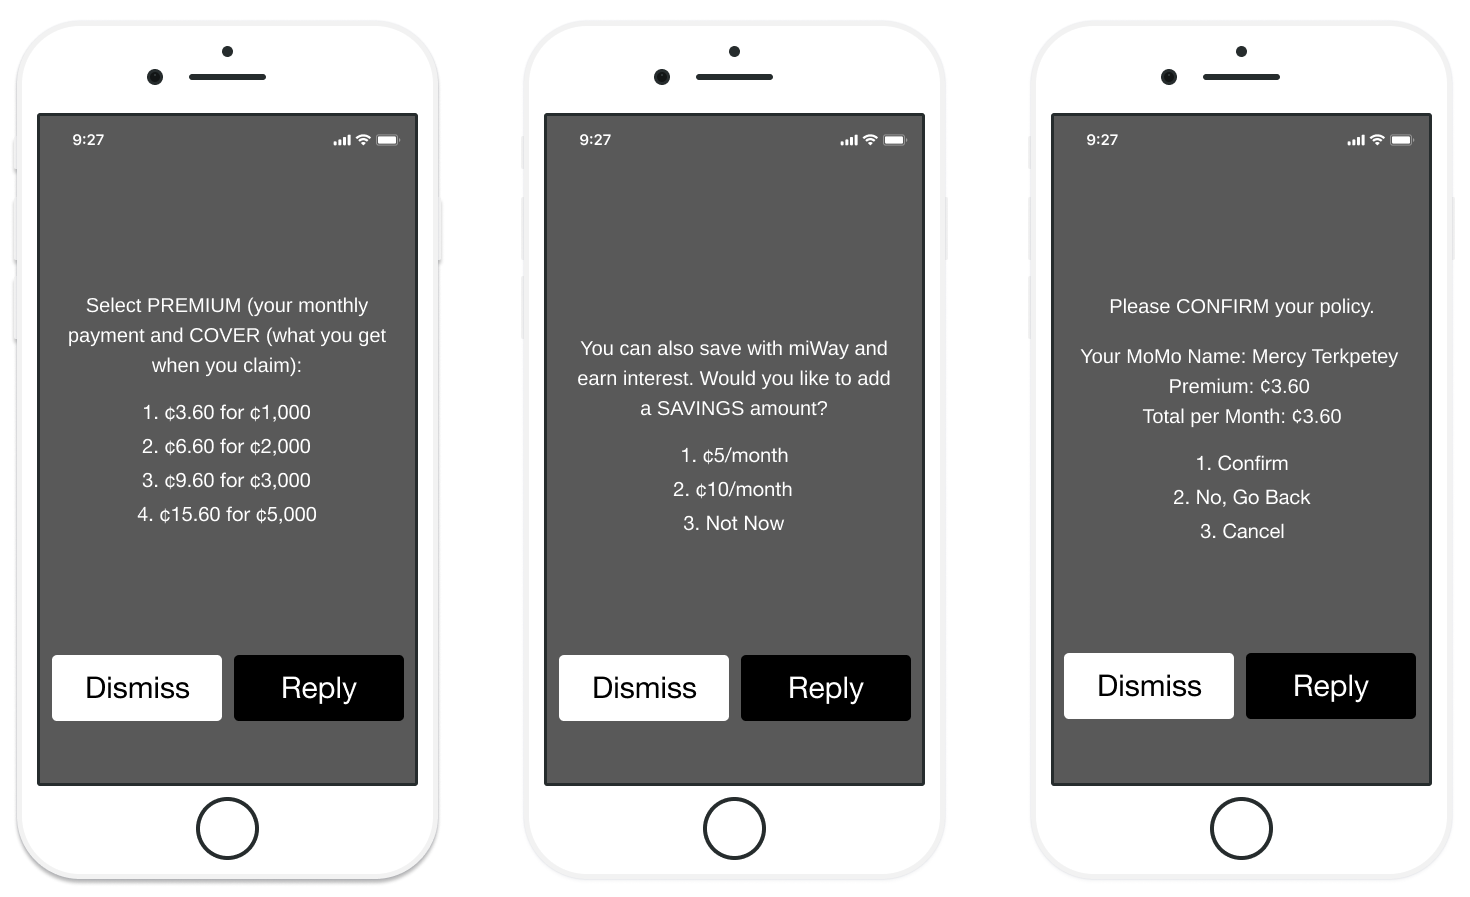 9:27
Select PREMIUM (your monthly
payment and COVER (what you get
when you claim):
1. ¢3.60 for ¢1,000
2. ¢6.60 for ¢2,000
3. ¢9.60 for ¢3,000
4. ¢15.60 for ¢5,000
Dismiss
Reply
9:27
You can also save with miWay and
earn interest. Would you like to add
a SAVINGS amount?
1. ¢5/month
2. ¢10/month
3. Not Now
Dismiss
Reply
9:27
Please CONFIRM your policy.
Your MoMo Name: Mercy Terkpetey
Premium: ¢3.60
Total per Month: ¢3.60
1. Confirm
2. No, Go Back
3. Cancel
Dismiss
Reply